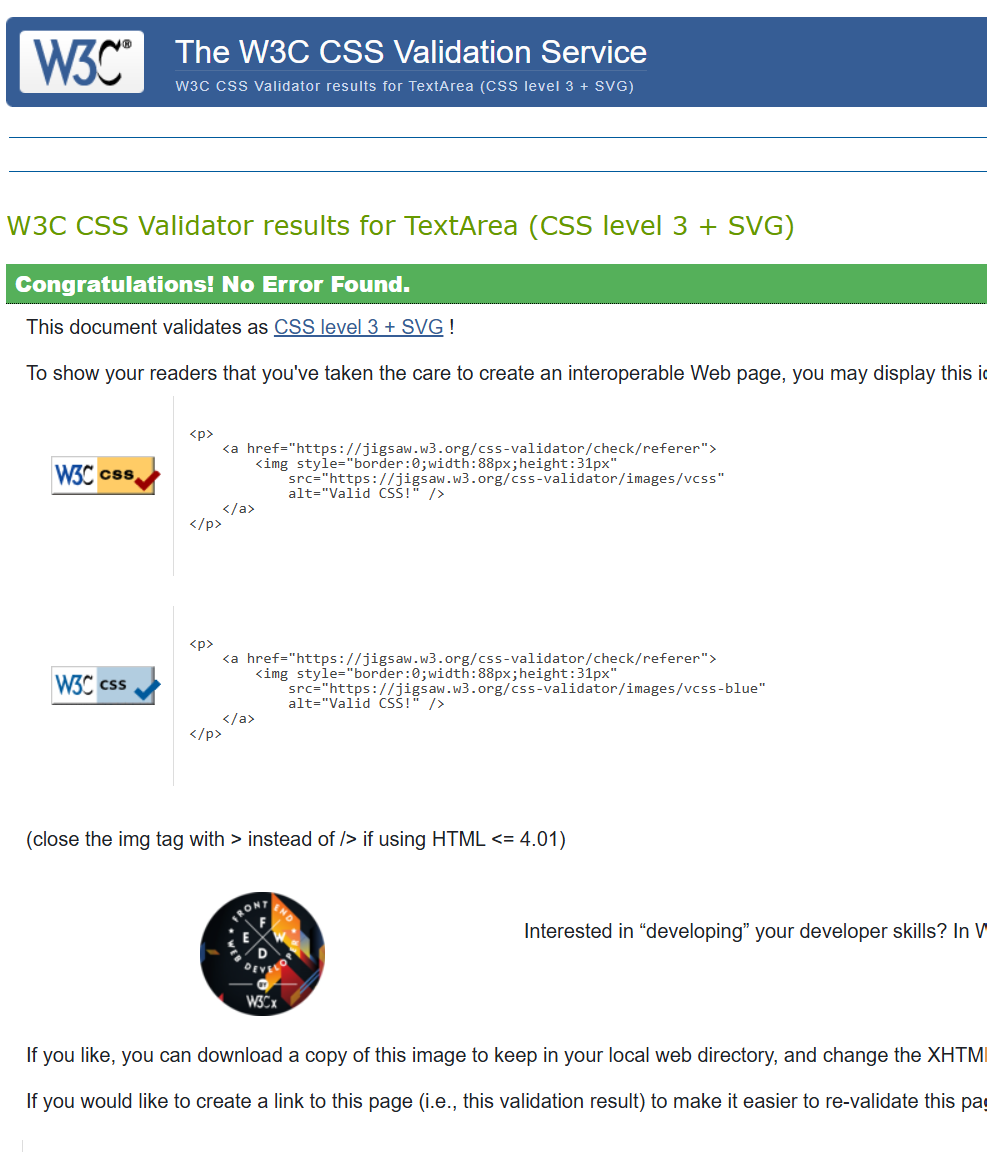 W3C®
The W3C CSS Validation Service
W3C CSS Validator results for TextArea (CSS level 3 + SVG)
W3C CSS Validator results for TextArea (CSS level 3 + SVG)
Congratulations! No Error Found.
This document validates as CSS level 3 + SVG !
To show your readers that you've taken the care to create an interoperable Web page, you may display this
W3C css
<p>
<a href="https://jigsaw.w3.org/css-validator/check/referer">
<img style="border:0;width:88px;height:31px"
src="https://jigsaw.w3.org/css-validator/images/vcss"
alt="Valid CSS!" />
</a>
</p>
W3C css
<p>
<a href="https://jigsaw.w3.org/css-validator/check/referer">
<img style="border:0;width:88px;height:31px"
src="https://jigsaw.w3.org/css-validator/images/vcss-blue"
alt="Valid CSS!" />
</a>
</p>
(close the img tag with > instead of /> if using HTML <= 4.01)
FRONT END
F
E W
D
WEB DEVELOPER
BY
W3Cx
Interested in “developing” your developer skills? In
If you like, you can download a copy of this image to keep in your local web directory, and change the
If you would like to create a link to this page (i.e., this validation result) to make it easier to re-validate this